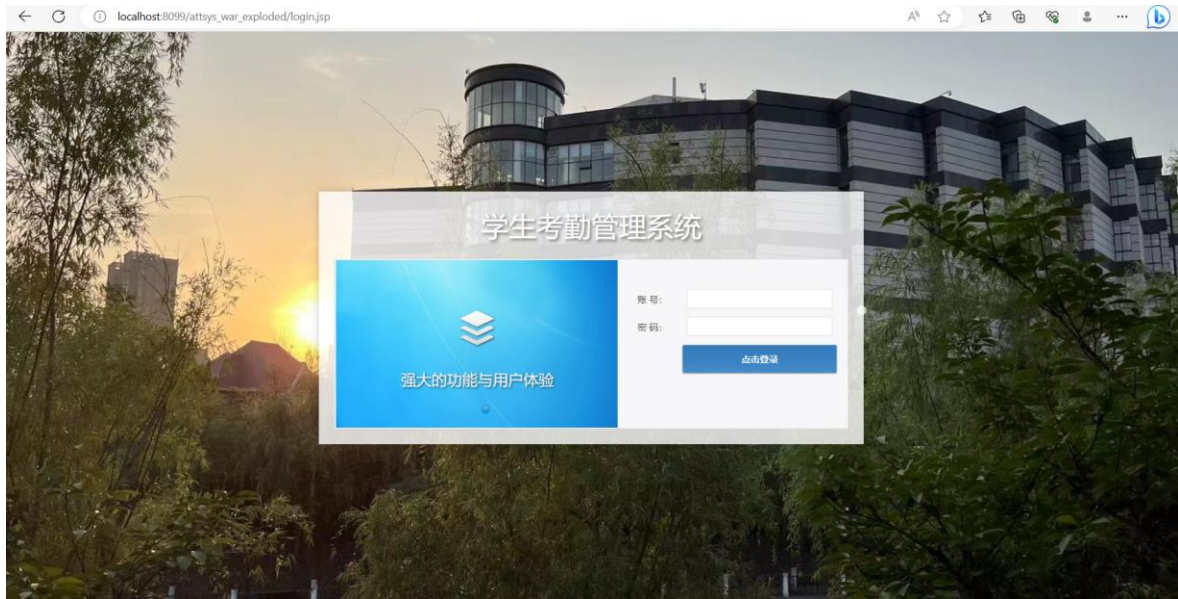 localhost:8099/attsys_war_exploded/login.jsp
学生考勤管理系统
强大的功能与用户体验
账 号:
密 码:
点击登录